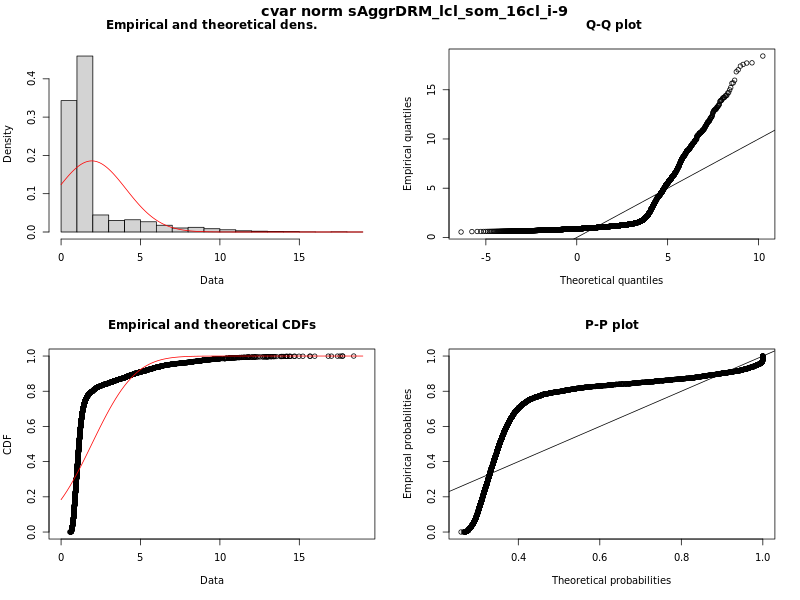 cvar norm sAggrDRM_lcl_som_16cl_i-9
Empirical and theoretical dens.
Density
0.0 0.1 0.2 0.3 0.4
0 5 10 15
Data
Q-Q plot
Empirical quantiles
0 5 10 15
-5 0 5 10
Theoretical quantiles
Empirical and theoretical CDFs
CDF
0.0 0.2 0.4 0.6 0.8 1.0
0 5 10 15
Data
P-P plot
Empirical probabilities
0.0 0.2 0.4 0.6 0.8 1.0
0.4 0.6 0.8 1.0
Theoretical probabilities